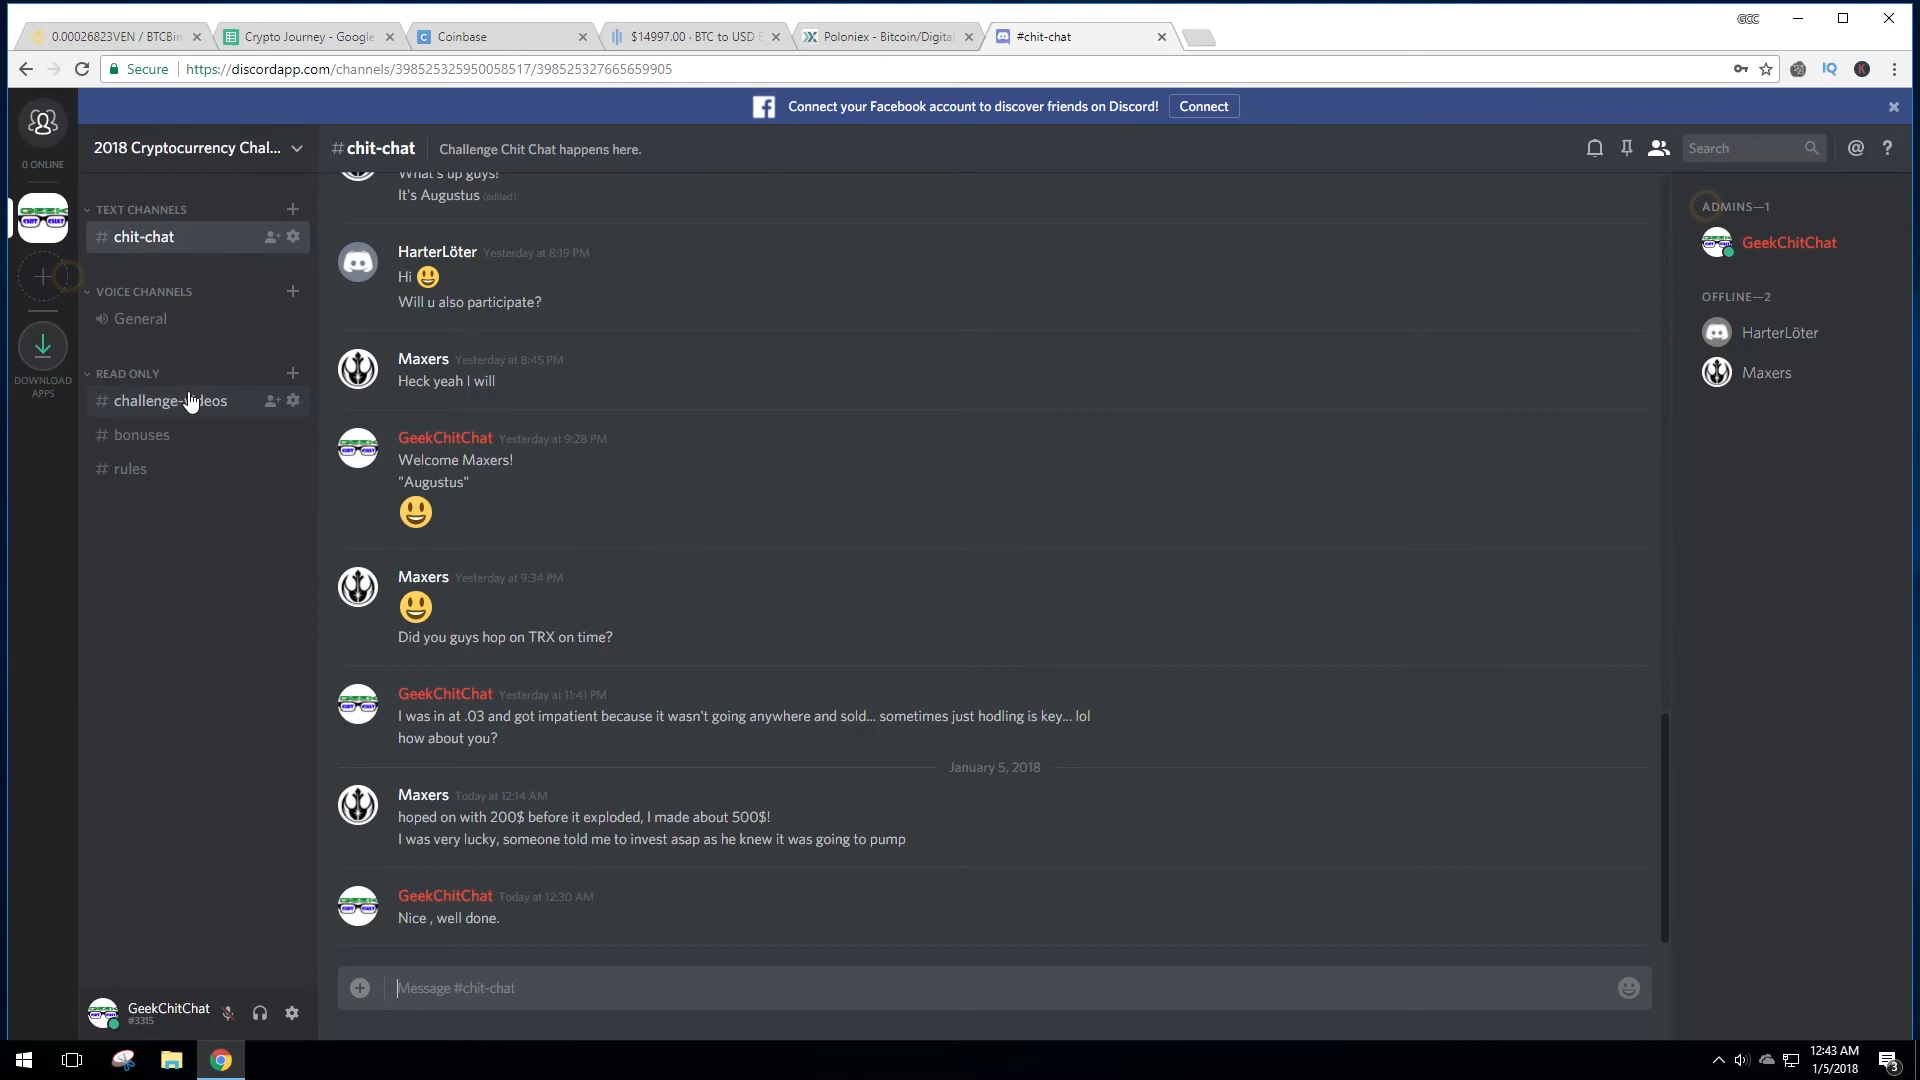 GCC
0.00026823VEN / BTCBin
Crypto Journey - Google
Coinbase
$14997.00 · BTC to USD
Poloniex - Bitcoin/Digita
#chit-chat
Secure
https://discordapp.com/channels/398525325950058517/398525327665659905
IQ
K
Connect your Facebook account to discover friends on Discord!
Connect
0 ONLINE
2018 Cryptocurrency Chal...
#chit-chat
Challenge Chit Chat happens here.
Search
TEXT CHANNELS
# chit-chat
VOICE CHANNELS
General
READ ONLY
# challenge-videos
# bonuses
# rules
DOWNLOAD
APPS
What's up guys!
It's Augustus (edited)
HarterLöter Yesterday at 8:19 PM
Hi
Will u also participate?
Maxers Yesterday at 8:45 PM
Heck yeah I will
GeekChitChat Yesterday at 9:28 PM
Welcome Maxers!
"Augustus"
Maxers Yesterday at 9:34 PM
Did you guys hop on TRX on time?
GeekChitChat Yesterday at 11:41 PM
I was in at .03 and got impatient because it wasn't going anywhere and sold... sometimes just hodling is key... lol
how about you?
January 5, 2018
Maxers Today at 12:14 AM
hoped on with 200$ before it exploded, I made about 500$!
I was very lucky, someone told me to invest asap as he knew it was going to pump
GeekChitChat Today at 12:30 AM
Nice , well done.
Message #chit-chat
ADMINS—1
GeekChitChat
OFFLINE—2
HarterLöter
Maxers
GeekChitChat
#3315
12:43 AM
1/5/2018
3